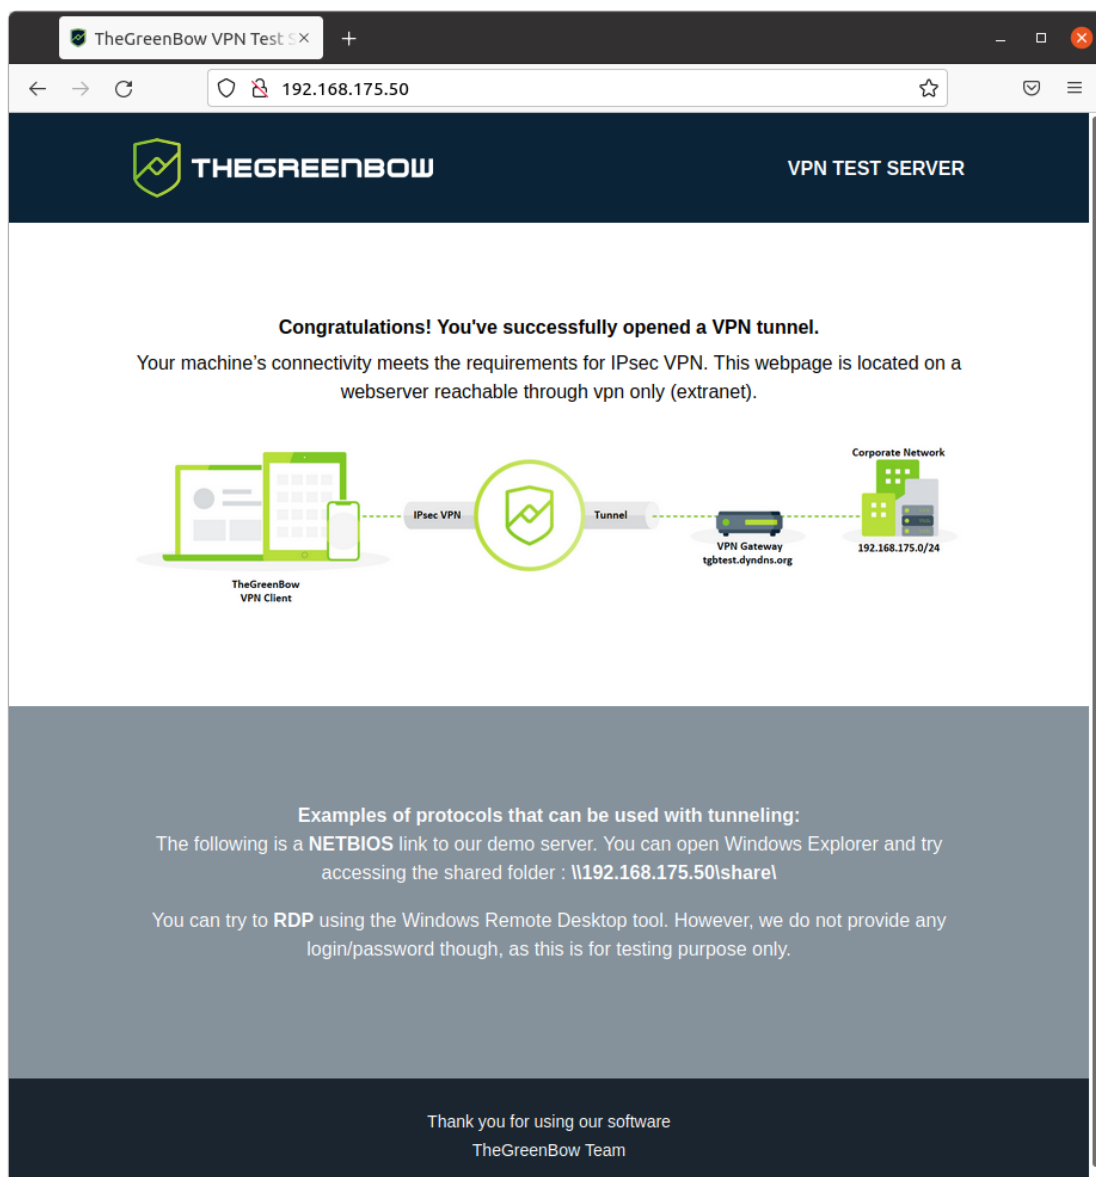 TheGreenBow VPN Test S
192.168.175.50
THEGREENBOW
VPN TEST SERVER
Congratulations! You've successfully opened a VPN tunnel.
Your machine’s connectivity meets the requirements for IPsec VPN. This webpage is located on a
webserver reachable through vpn only (extranet).
Corporate Network
IPsec VPN
Tunnel
VPN Gateway
tgbtest.dyndns.org
192.168.175.0/24
TheGreenBow
VPN Client
Examples of protocols that can be used with tunneling:
The following is a NETBIOS link to our demo server. You can open Windows Explorer and try
accessing the shared folder : \\192.168.175.50\share\
You can try to RDP using the Windows Remote Desktop tool. However, we do not provide any
login/password though, as this is for testing purpose only.
Thank you for using our software
TheGreenBow Team